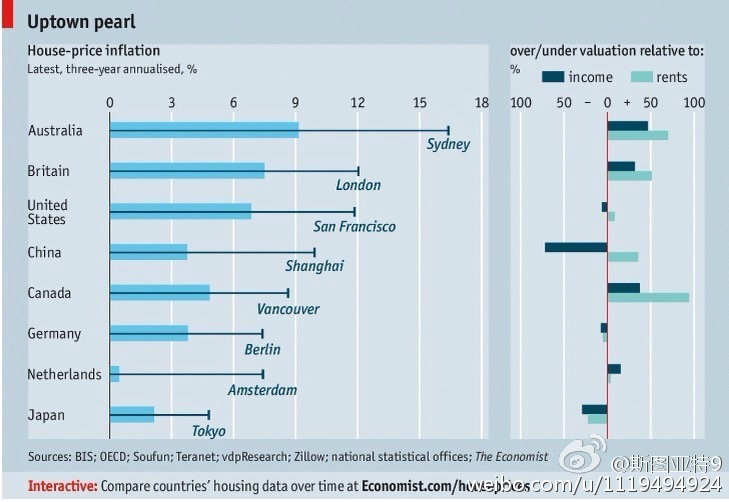 Uptown pearl
House-price inflation
Latest, three-year annualised, %
over/under valuation relative to:
%
income rents
0 3 6 9 12 15 18
100 50 – 0 + 50 100
Australia
Sydney
Britain
London
United
States
San Francisco
China
Shanghai
Canada
Vancouver
Germany
Berlin
Netherlands
Amsterdam
Japan
Tokyo
Sources: BIS; OECD; Soufun; Teranet; vdpResearch; Zillow; national statistical offices; The Economist
@斯图亚特9
Interactive: Compare countries' housing data over time at Economist.com/houseprices
weibo.com/u/1119494924